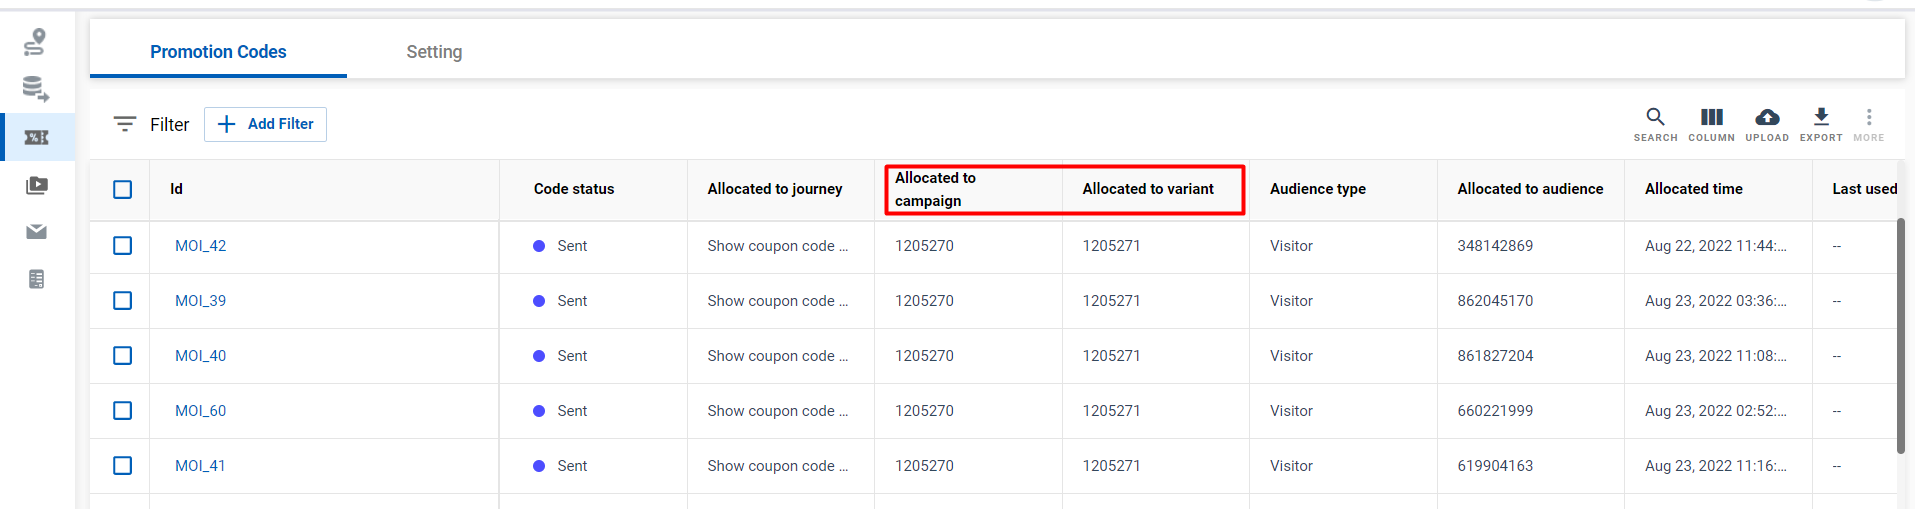 Promotion Codes Setting
Filter Add Filter SEARCH COLUMN UPLOAD EXPORT MORE
Id Code status Allocated to journey Allocated to campaign Allocated to variant Audience type Allocated to audience Allocated time Last used
MOI_42 Sent Show coupon code ... 1205270 1205271 Visitor 348142869 Aug 22, 2022 11:44:... --
MOI_39 Sent Show coupon code ... 1205270 1205271 Visitor 862045170 Aug 23, 2022 03:36:... --
MOI_40 Sent Show coupon code ... 1205270 1205271 Visitor 861827204 Aug 23, 2022 11:08:... --
MOI_60 Sent Show coupon code ... 1205270 1205271 Visitor 660221999 Aug 23, 2022 02:52:... --
MOI_41 Sent Show coupon code ... 1205270 1205271 Visitor 619904163 Aug 23, 2022 11:16:... --